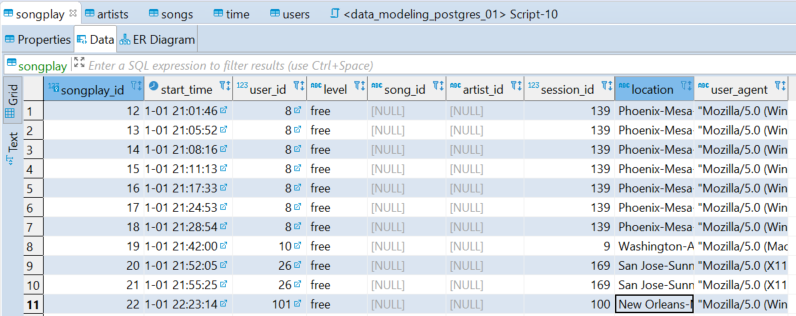 songplay artists songs time users <data_modeling_postgres_01> Script-10
Properties Data ER Diagram
songplay Enter a SQL expression to filter results (use Ctrl+Space)
Grid
Text
songplay_id start_time 123 user_id ABC level ABC song_id ABC artist_id 123 session_id ABC location ABC user_agent
1 12 1-01 21:01:46 8 free [NULL] [NULL] 139 Phoenix-Mesa- "Mozilla/5.0 (Win
2 13 1-01 21:05:52 8 free [NULL] [NULL] 139 Phoenix-Mesa- "Mozilla/5.0 (Win
3 14 1-01 21:08:16 8 free [NULL] [NULL] 139 Phoenix-Mesa- "Mozilla/5.0 (Win
4 15 1-01 21:11:13 8 free [NULL] [NULL] 139 Phoenix-Mesa- "Mozilla/5.0 (Win
5 16 1-01 21:17:33 8 free [NULL] [NULL] 139 Phoenix-Mesa- "Mozilla/5.0 (Win
6 17 1-01 21:24:53 8 free [NULL] [NULL] 139 Phoenix-Mesa- "Mozilla/5.0 (Win
7 18 1-01 21:28:54 8 free [NULL] [NULL] 139 Phoenix-Mesa- "Mozilla/5.0 (Win
8 19 1-01 21:42:00 10 free [NULL] [NULL] 9 Washington-A "Mozilla/5.0 (Mac
9 20 1-01 21:52:05 26 free [NULL] [NULL] 169 San Jose-Sunn "Mozilla/5.0 (X11
10 21 1-01 21:55:25 26 free [NULL] [NULL] 169 San Jose-Sunn "Mozilla/5.0 (X11
11 22 1-01 22:23:14 101 free [NULL] [NULL] 100 New Orleans-M "Mozilla/5.0 (Win